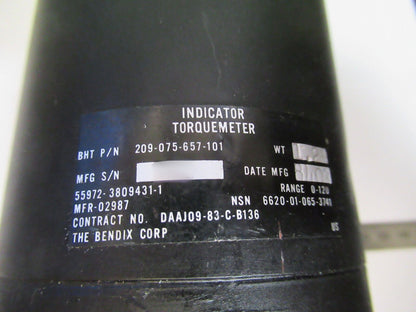 INDICATOR
TORQUEMETER
BHT P/N 209-075-657-101 WT
MFG S/N DATE MFG
55972-3809431-1 RANGE 0-120
MFR-02987 NSN 6620-01-065-3740
CONTRACT NO. DAAJ09-83-C-B136
THE BENDIX CORP US